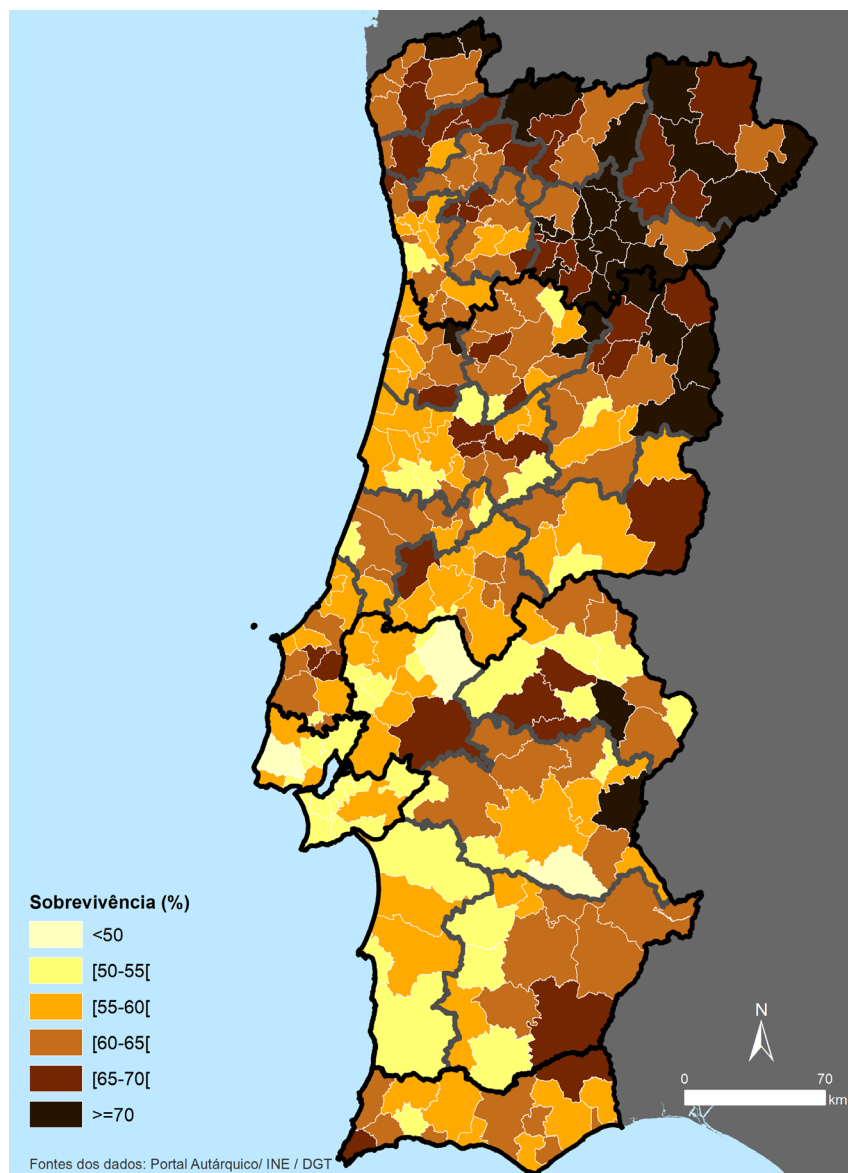 Sobrevivência (%)
<50
[50-55[
[55-60[
[60-65[
[65-70[
>=70
N
0 70
km
Fontes dos dados: Portal Autárquico/ INE / DGT